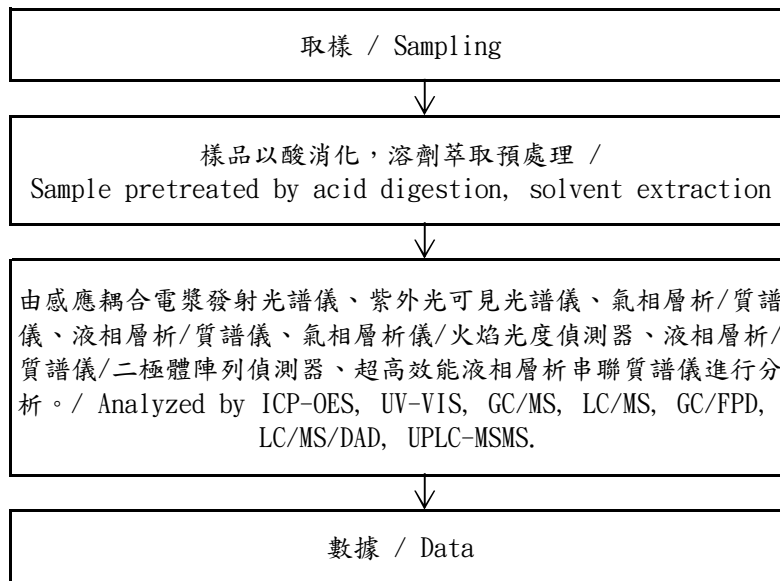 取樣 / Sampling
樣品以酸消化，溶劑萃取預處理 /
Sample pretreated by acid digestion, solvent extraction
由感應耦合電漿發射光譜儀、紫外光可見光譜儀、氣相層析/質譜
儀、液相層析/質譜儀、氣相層析儀/火焰光度偵測器、液相層析/
質譜儀/二極體陣列偵測器、超高效能液相層析串聯質譜儀進行分
析。/ Analyzed by ICP-OES, UV-VIS, GC/MS, LC/MS, GC/FPD,
LC/MS/DAD, UPLC-MSMS.
數據 / Data